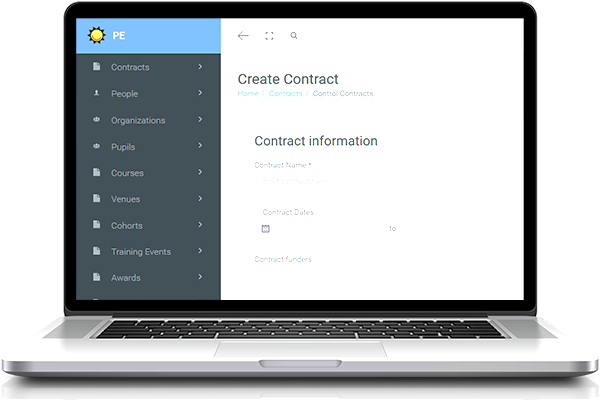 PE
Contracts
People
Organizations
Pupils
Courses
Venues
Cohorts
Training Events
Awards
Create Contract
Home / Contracts / Control Contracts
Contract information
Contract Name *
Contract Dates
to
Contract funders